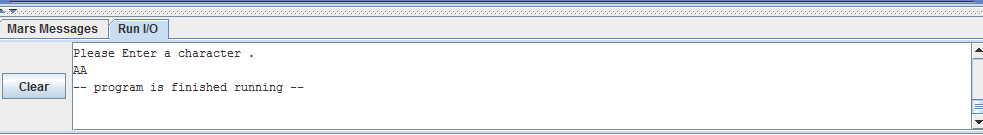 Mars Messages Run I/O
Please Enter a character .
AA
Clear
-- program is finished running --